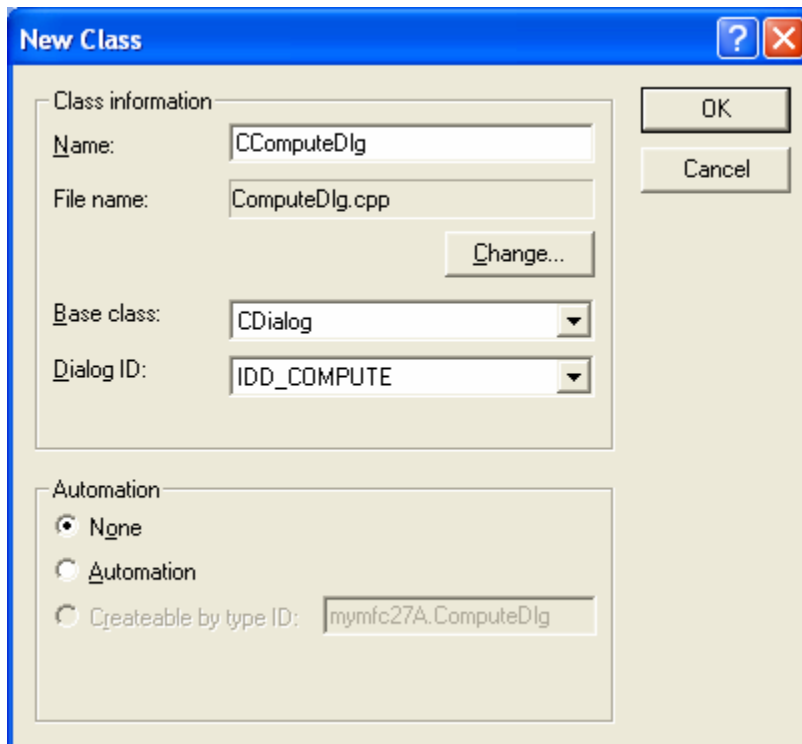 New Class
Class information
Name: CComputeDlg
OK
File name: ComputeDlg.cpp
Cancel
Change...
Base class: CDialog
Dialog ID: IDD_COMPUTE
Automation
None
Automation
Createable by type ID: mymfc27A.ComputeDlg